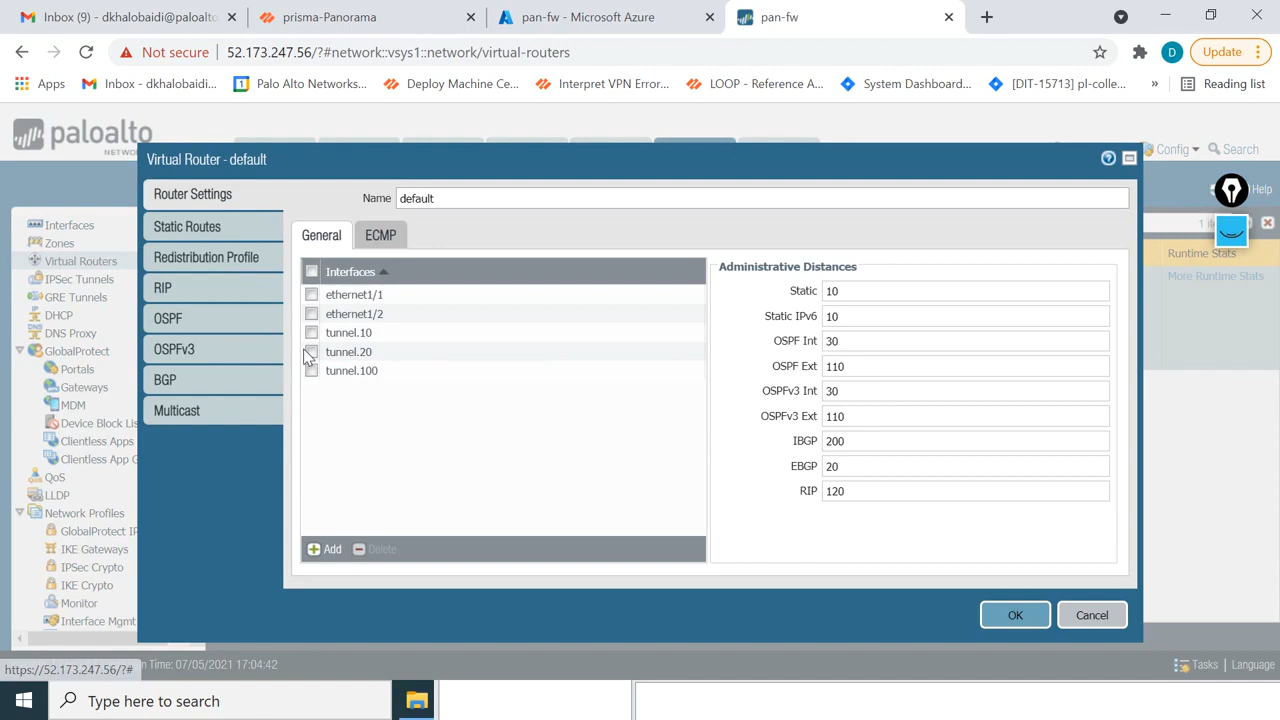 Inbox (9) - dkhalobaidi@paloalto
prisma-Panorama
pan-fw - Microsoft Azure
pan-fw
Not secure
52.173.247.56/?#network::vsys1::network/virtual-routers
D
Update
Apps
Inbox - dkhalobaidi...
Palo Alto Networks...
Deploy Machine Ce...
Interpret VPN Error...
LOOP - Reference A...
System Dashboard...
[DIT-15713] pl-colle...
»
Reading list
paloalto
NETWOR
Config
Search
Help
Virtual Router - default
Router Settings
Static Routes
Redistribution Profile
RIP
OSPF
OSPFv3
BGP
Multicast
Name
default
General
ECMP
Interfaces
ethernet1/1
ethernet1/2
tunnel.10
tunnel.20
tunnel.100
Add
Delete
Administrative Distances
Static 10
Static IPv6 10
OSPF Int 30
OSPF Ext 110
OSPFv3 Int 30
OSPFv3 Ext 110
IBGP 200
EBGP 20
RIP 120
OK
Cancel
Interfaces
Zones
Virtual Routers
IPSec Tunnels
GRE Tunnels
DHCP
DNS Proxy
GlobalProtect
Portals
Gateways
MDM
Device Block Lis
Clientless Apps
Clientless App G
QoS
LLDP
Network Profiles
GlobalProtect IP
IKE Gateways
IPSec Crypto
IKE Crypto
Monitor
Interface Mgmt
Runtime Stats
More Runtime Stats
https://52.173.247.56/?#
n Time: 07/05/2021 17:04:42
Tasks
Language
Type here to search